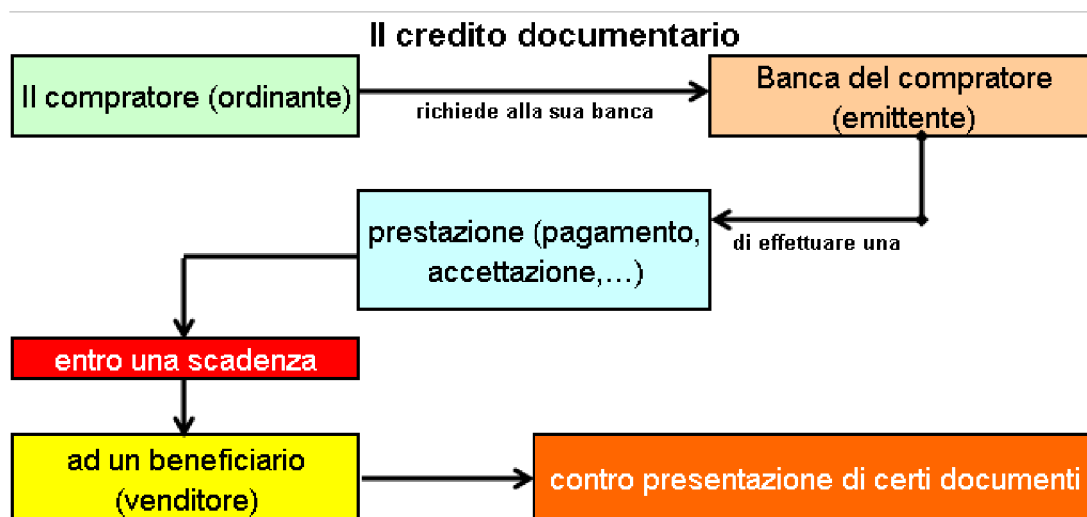 Il credito documentario
Il compratore (ordinante)
richiede alla sua banca
Banca del compratore
(emittente)
di effettuare una
prestazione (pagamento,
accettazione,...)
entro una scadenza
ad un beneficiario
(venditore)
contro presentazione di certi documenti